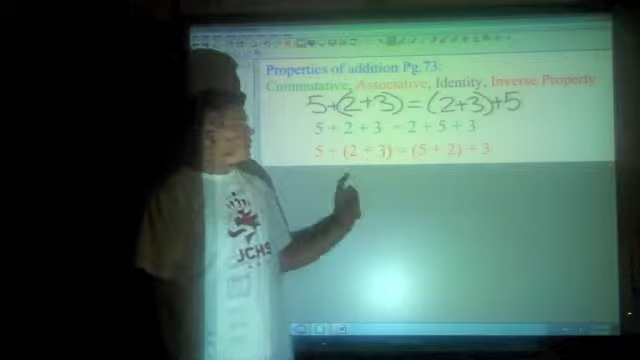 Properties of addition Pg.73:
Commutative, Associative, Identity, Inverse Property
5+(2+3)=(2+3)+5
5 + 2 + 3 = 2 + 5 + 3
5 + (2 + 3) = (5 + 2) + 3
JCHS